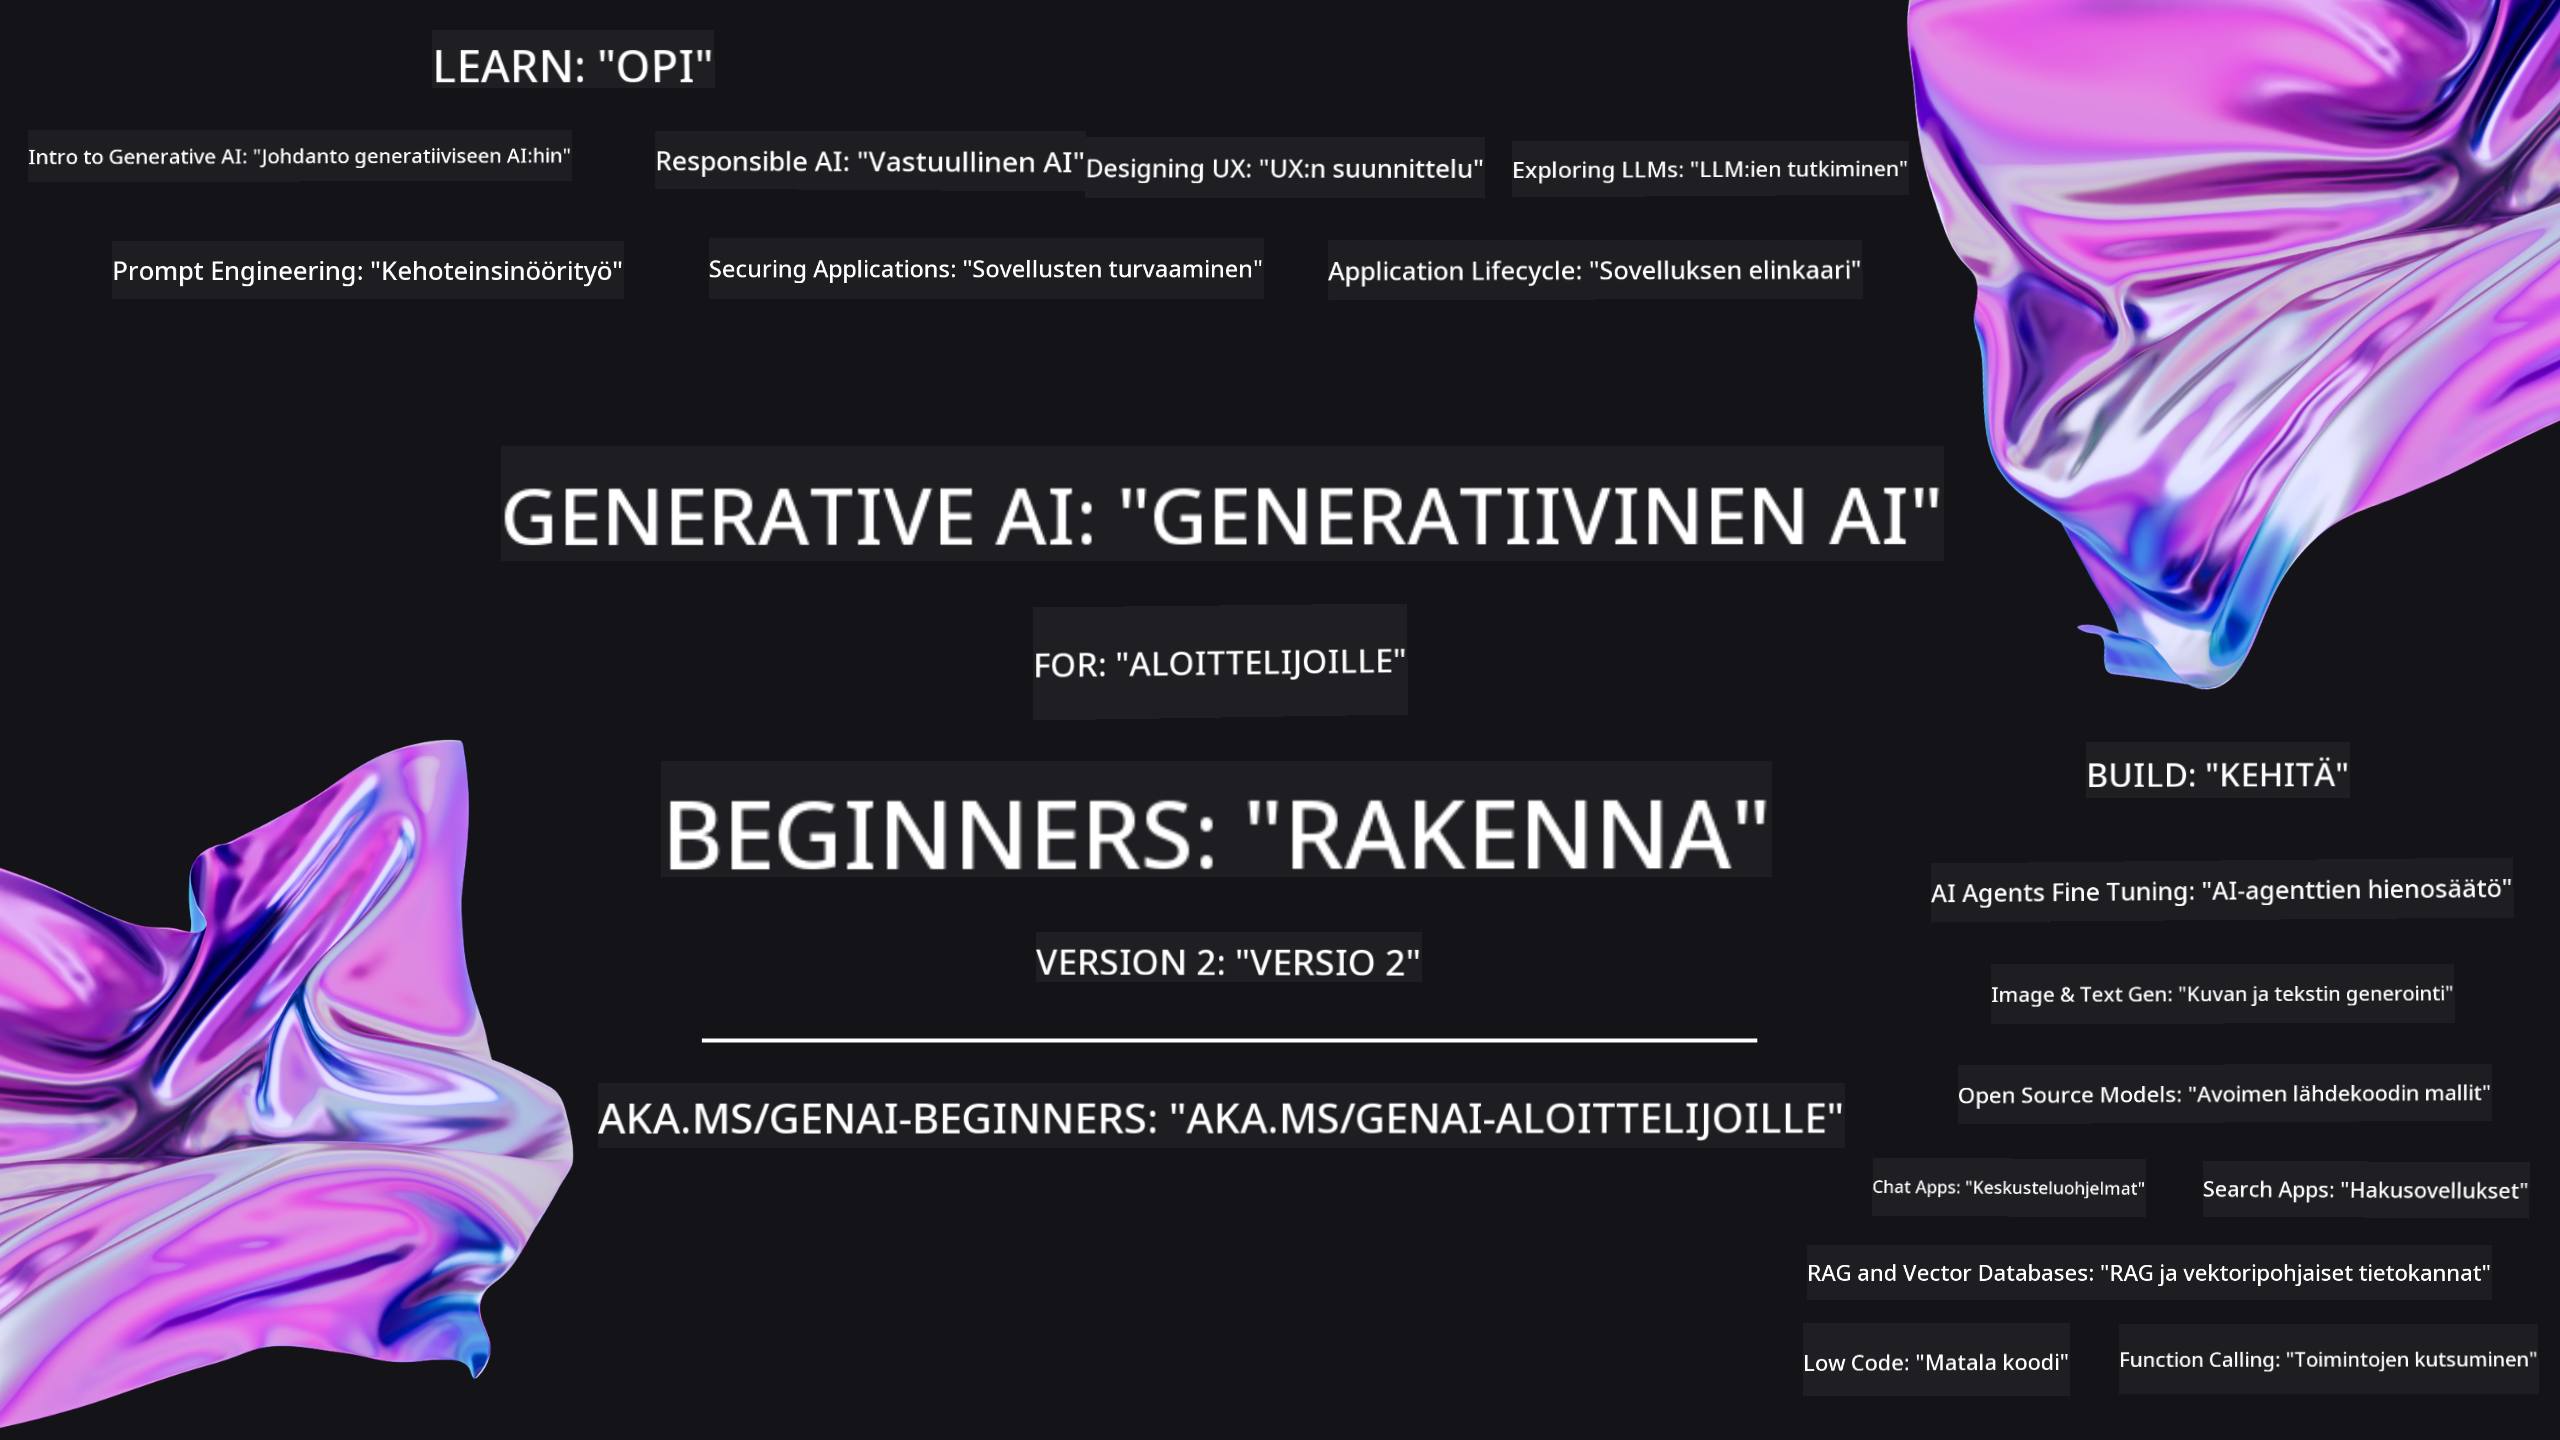 LEARN: "OPI"
Intro to Generative AI: "Johdanto generatiiviseen AI:hin"
Responsible AI: "Vastuullinen AI"
Designing UX: "UX:n suunnittelu"
Exploring LLMs: "LLM:ien tutkiminen"
Prompt Engineering: "Kehoteinsinöörityö"
Securing Applications: "Sovellusten turvaaminen"
Application Lifecycle: "Sovelluksen elinkaari"
GENERATIVE AI: "GENERATIIVINEN AI"
FOR: "ALOITTELIJOILLE"
BEGINNERS: "RAKENNA"
VERSION 2: "VERSIO 2"
AKA.MS/GENAI-BEGINNERS: "AKA.MS/GENAI-ALOITTELIJOILLE"
BUILD: "KEHITÄ"
AI Agents Fine Tuning: "AI-agenttien hienosäätö"
Image & Text Gen: "Kuvan ja tekstin generointi"
Open Source Models: "Avoimen lähdekoodin mallit"
Chat Apps: "Keskusteluohjelmat"
Search Apps: "Hakusovellukset"
RAG and Vector Databases: "RAG ja vektoripohjaiset tietokannat"
Low Code: "Matala koodi"
Function Calling: "Toimintojen kutsuminen"